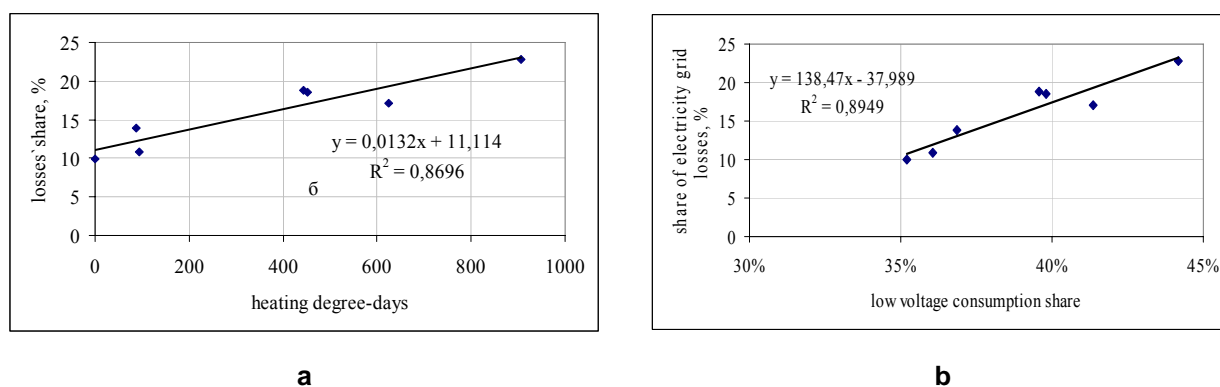 losses` share, %
25
20
15
10
5
0
y = 0,0132x + 11,114
R² = 0,8696
б
0 200 400 600 800 1000
heating degree-days
a
share of electricity grid
losses, %
25
20
15
10
5
0
y = 138,47x - 37,989
R² = 0,8949
30% 35% 40% 45%
low voltage consumption share
b